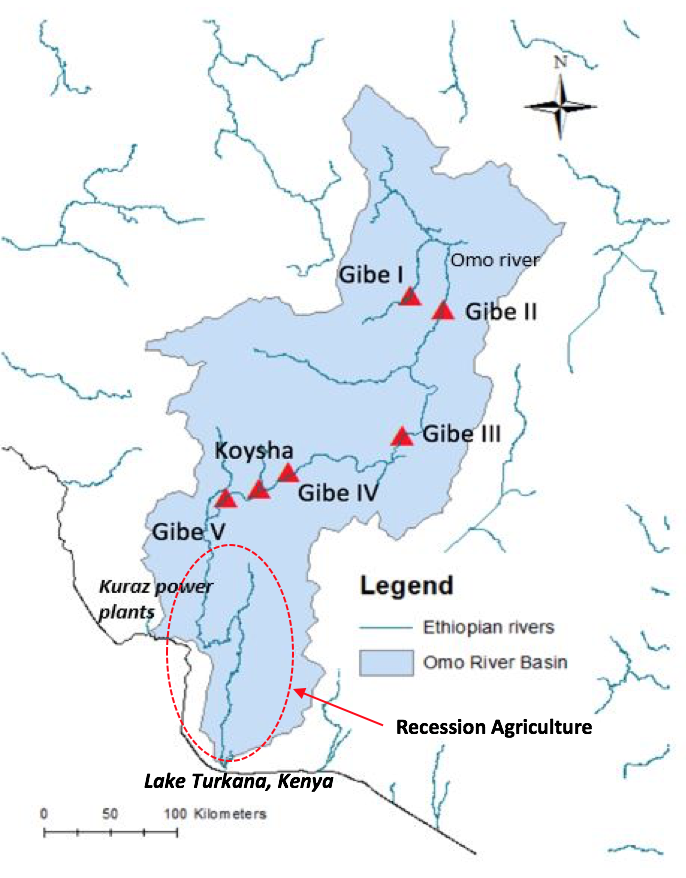 N
Omo river
Gibe I
Gibe II
Gibe III
Koysha
Gibe IV
Gibe V
Kuraz power
plants
Legend
Ethiopian rivers
Omo River Basin
Recession Agriculture
Lake Turkana, Kenya
0 50 100 Kilometers